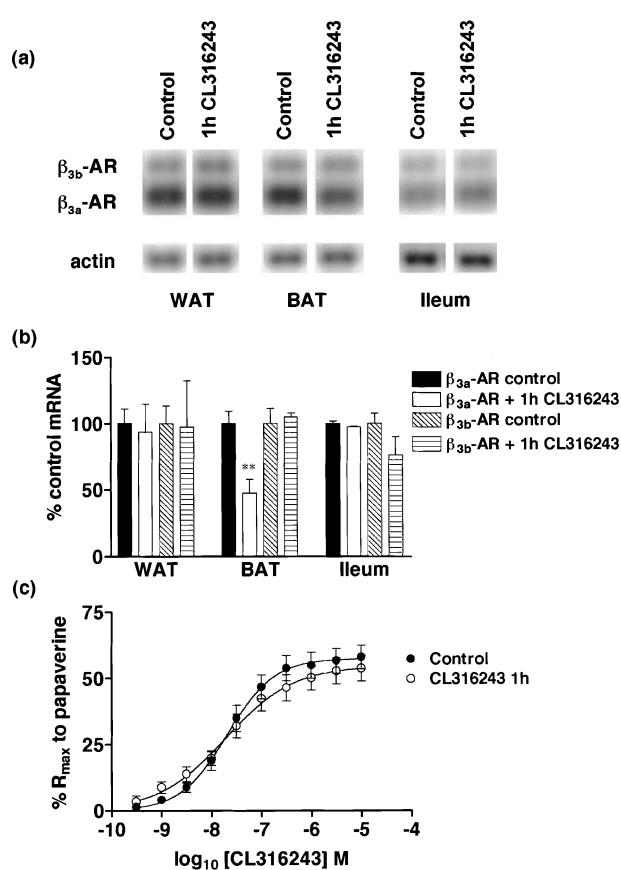 (a)
Control
1h CL316243
Control
1h CL316243
Control
1h CL316243
β3b-AR
β3a-AR
actin
WAT
BAT
Ileum
(b)
% control mRNA
150
100
50
0
**
WAT
BAT
Ileum
β3a-AR control
β3a-AR + 1h CL316243
β3b-AR control
β3b-AR + 1h CL316243
(c)
% Rmax to papaverine
75
50
25
0
-10
-9
-8
-7
-6
-5
-4
log10 [CL316243] M
Control
CL316243 1h